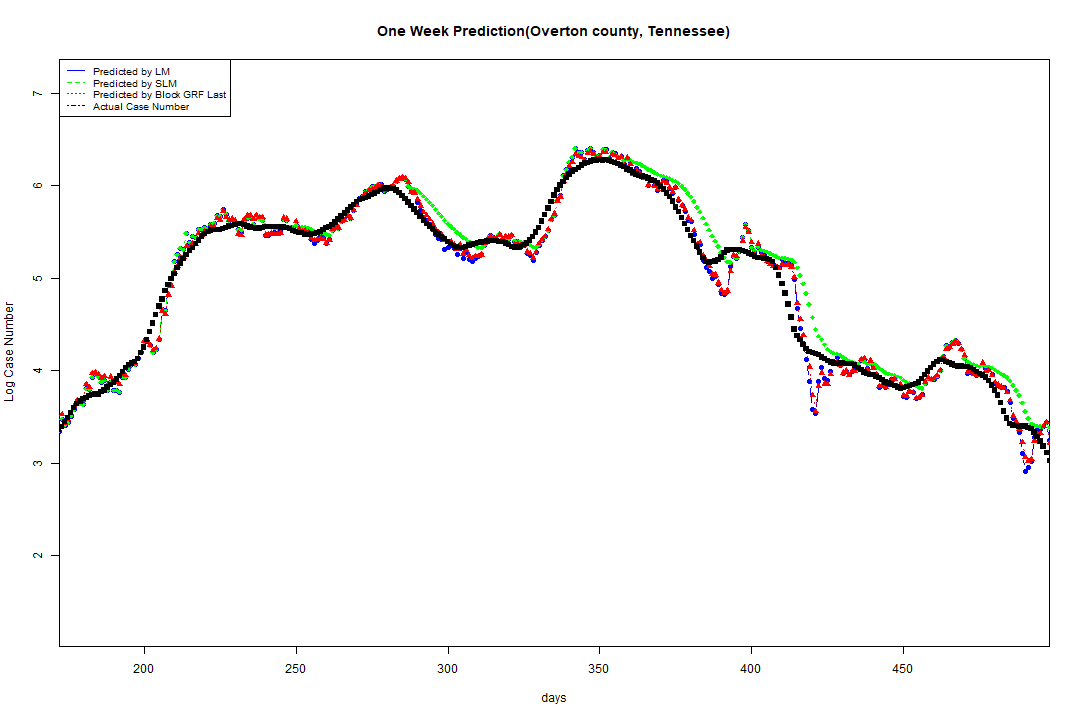 One Week Prediction(Overton county, Tennessee)
Predicted by LM
Predicted by SLM
Predicted by Block GRF Last
Actual Case Number
Log Case Number
7
6
5
4
3
2
200 250 300 350 400 450
days